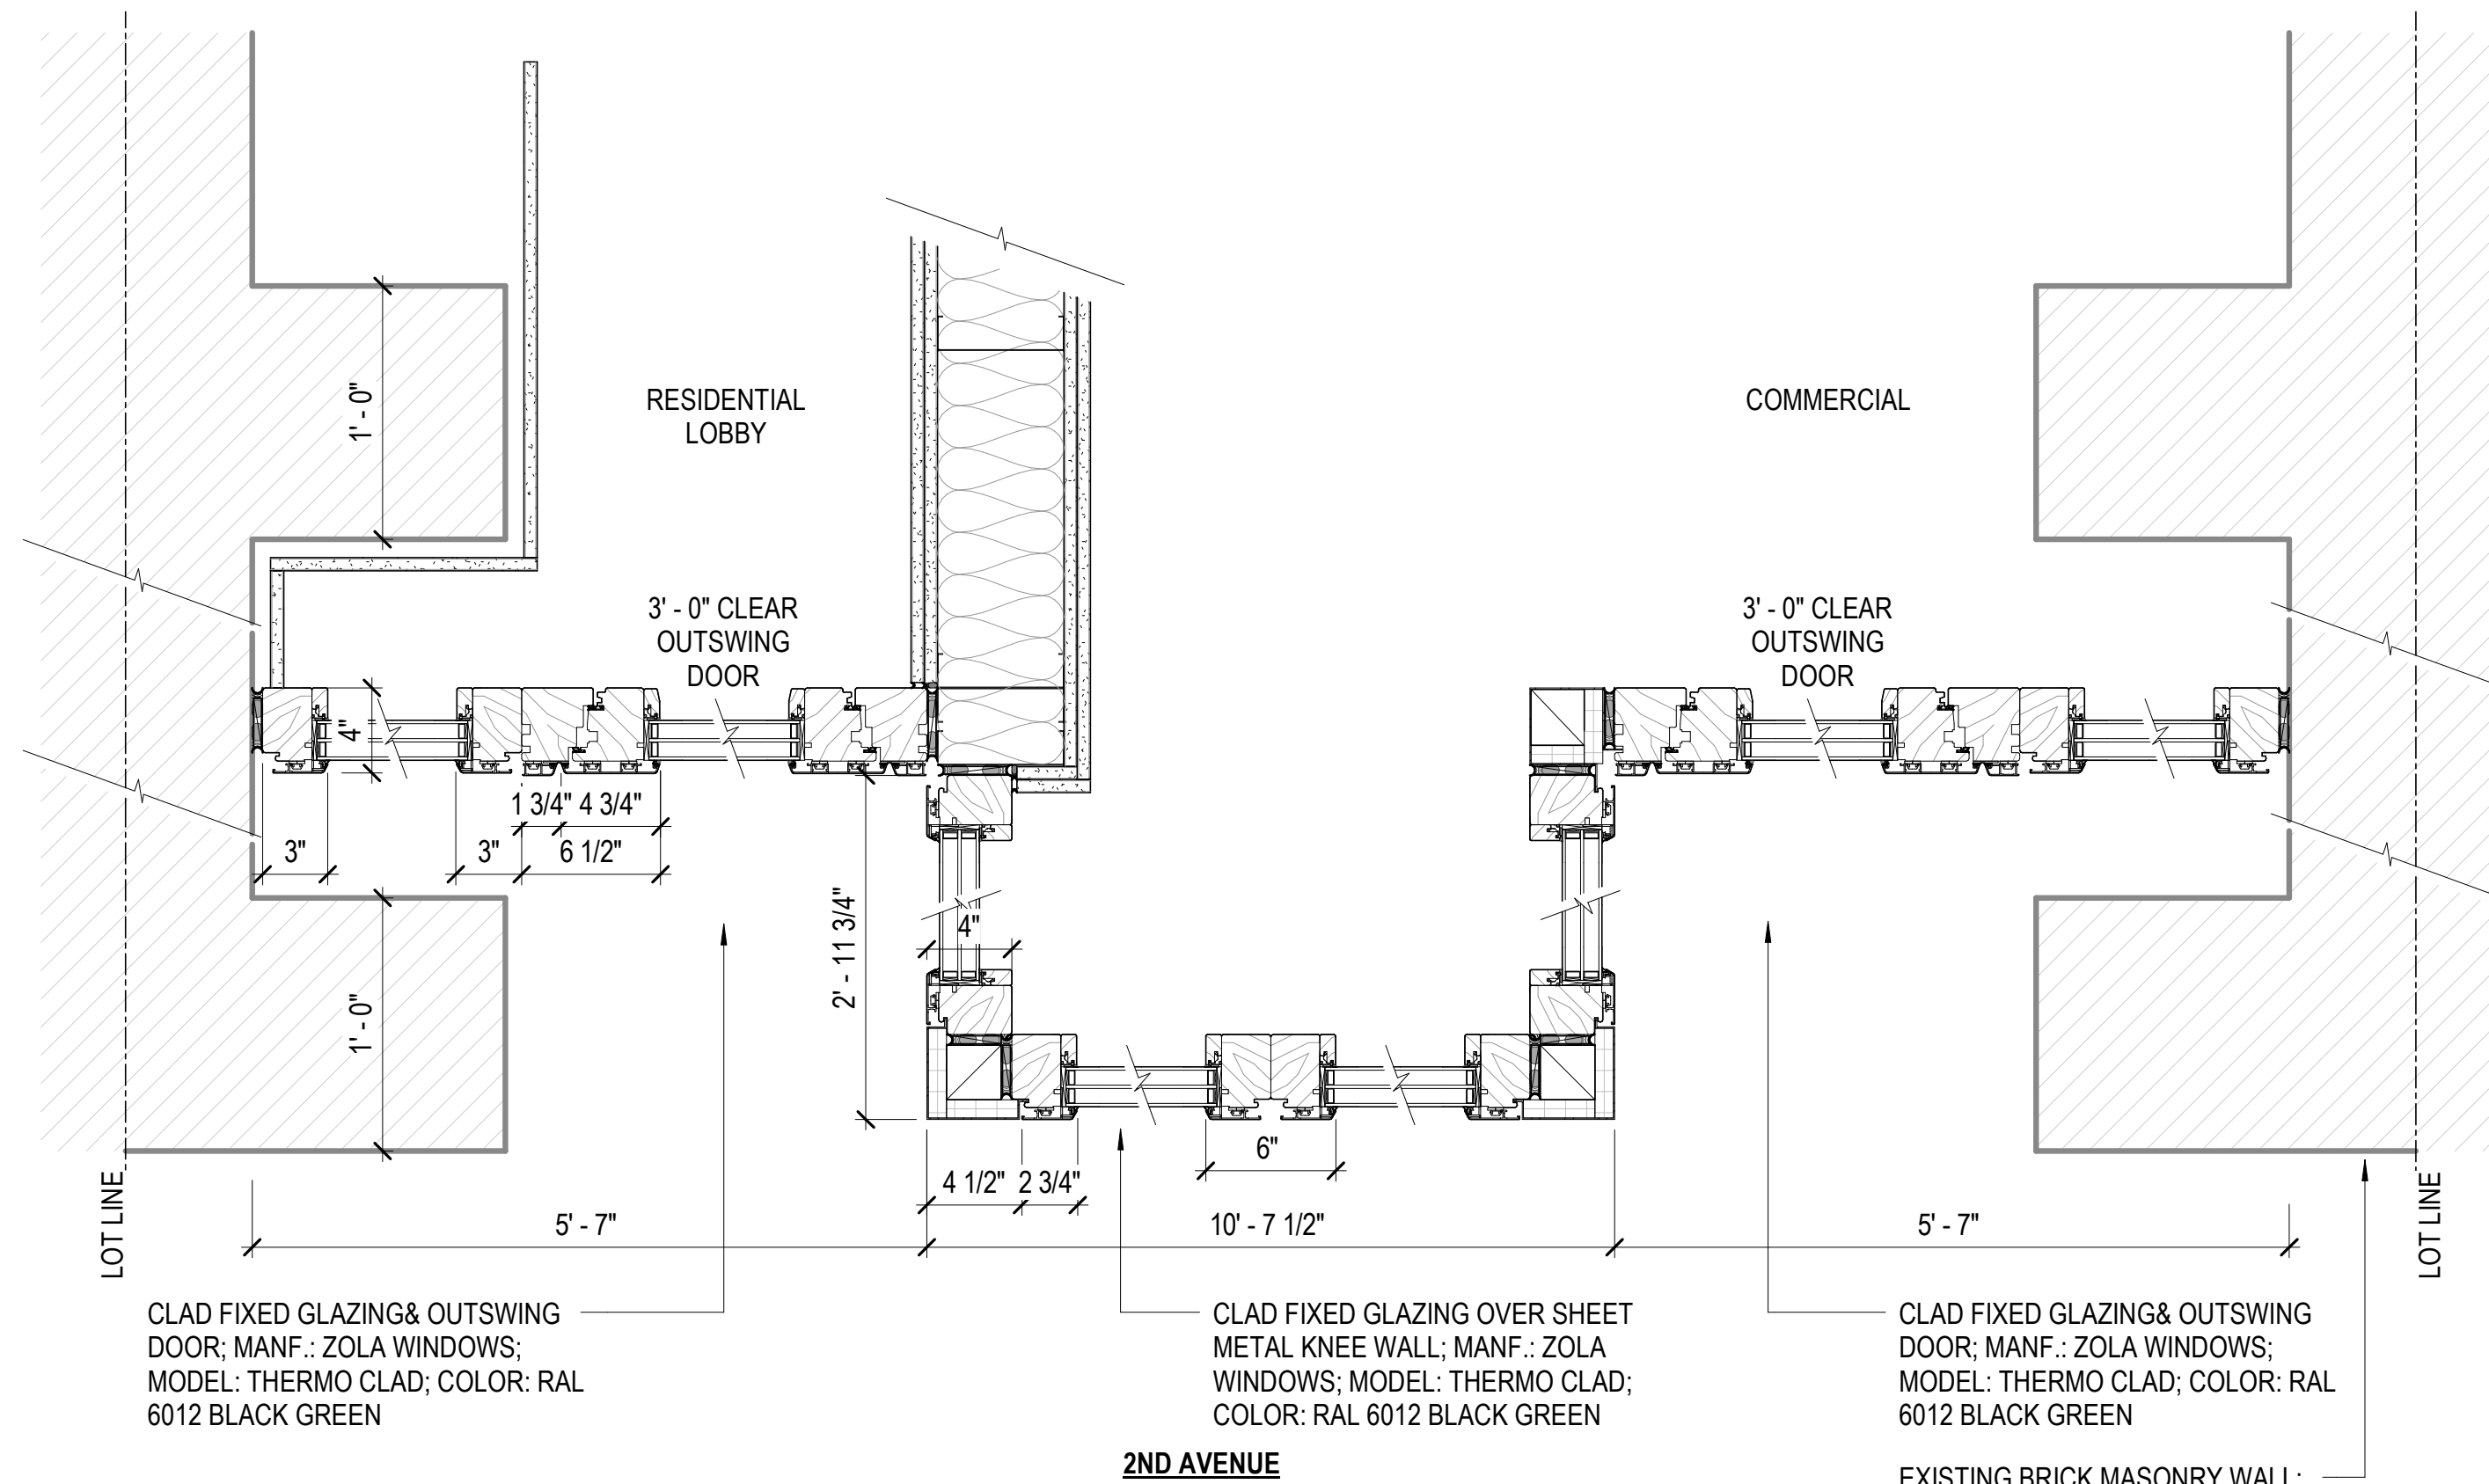 1' - 0"
RESIDENTIAL
LOBBY
COMMERCIAL
3' - 0" CLEAR
OUTSWING
DOOR
3' - 0" CLEAR
OUTSWING
DOOR
4"
1 3/4" 4 3/4"
3"
3"
6 1/2"
2' - 11 3/4"
4"
1' - 0"
6"
4 1/2" 2 3/4"
LOT LINE
5' - 7"
10' - 7 1/2"
5' - 7"
LOT LINE
CLAD FIXED GLAZING& OUTSWING
DOOR; MANF.: ZOLA WINDOWS;
MODEL: THERMO CLAD; COLOR: RAL
6012 BLACK GREEN
CLAD FIXED GLAZING OVER SHEET
METAL KNEE WALL; MANF.: ZOLA
WINDOWS; MODEL: THERMO CLAD;
COLOR: RAL 6012 BLACK GREEN
CLAD FIXED GLAZING& OUTSWING
DOOR; MANF.: ZOLA WINDOWS;
MODEL: THERMO CLAD; COLOR: RAL
6012 BLACK GREEN
2ND AVENUE
EXISTING BRICK MASONRY WALL;